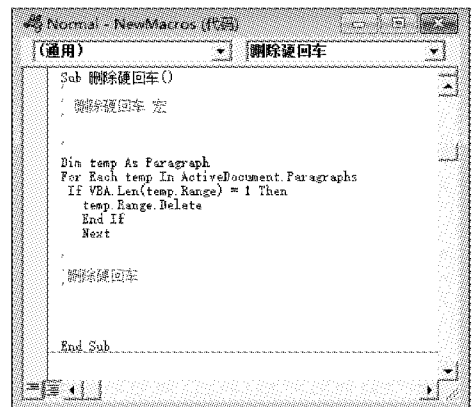 Normal - NewMacros (代码)
(通用) 删除硬回车
Sub 删除硬回车()
'
' 删除硬回车 宏
'
'
Dim temp As Paragraph
For Each temp In ActiveDocument.Paragraphs
If VBA.Len(temp.Range) = 1 Then
temp.Range.Delete
End If
Next
'
' 删除硬回车
End Sub